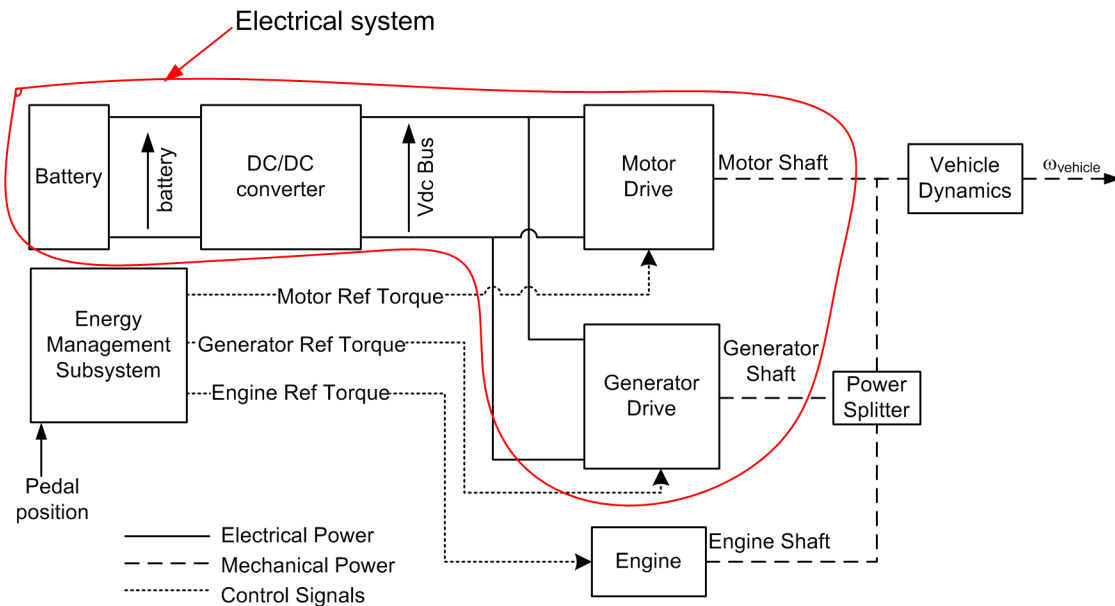 Electrical system
Battery
battery
DC/DC
converter
Vdc Bus
Motor
Drive
Motor Shaft
Vehicle
Dynamics
ωvehicle
Energy
Management
Subsystem
Motor Ref Torque
Generator Ref Torque
Engine Ref Torque
Generator
Drive
Generator
Shaft
Power
Splitter
Pedal
position
Engine
Engine Shaft
Electrical Power
Mechanical Power
Control Signals